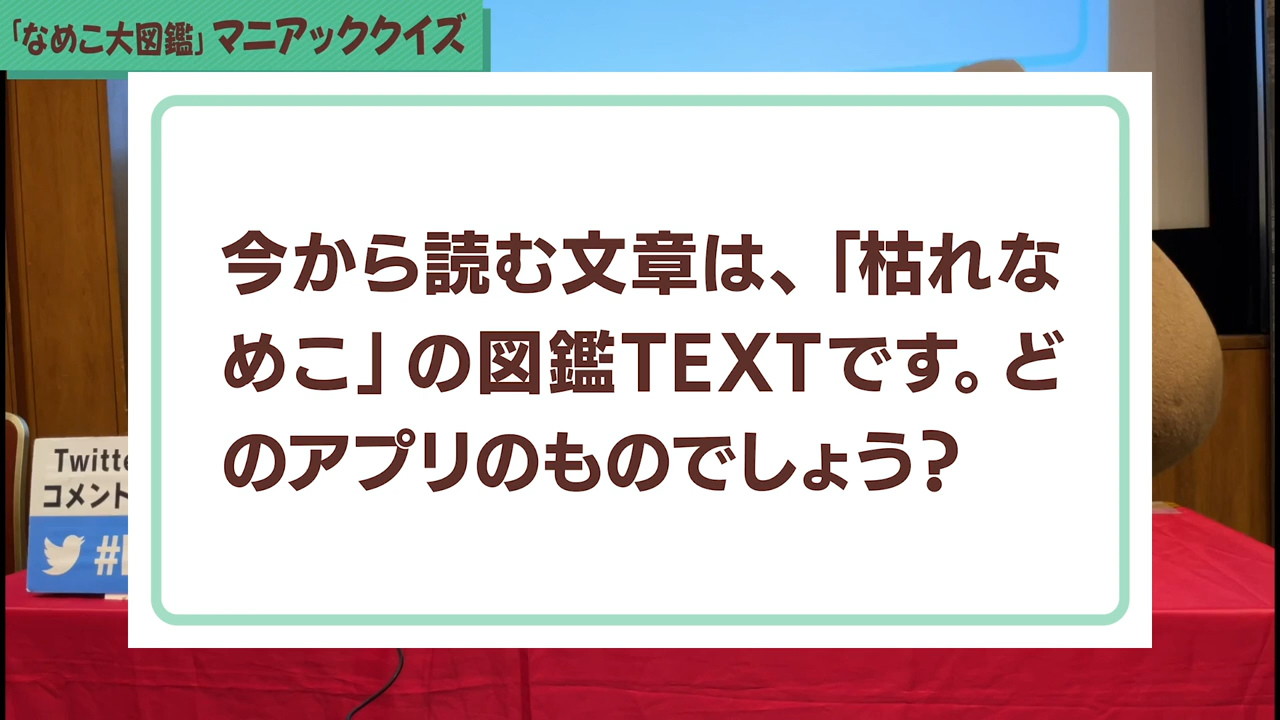 「なめこ大図鑑」マニアッククイズ
今から読む文章は、「枯れな
めこ」の図鑑TEXTです。ど
のアプリのものでしょう?
Twitte
コメント
#